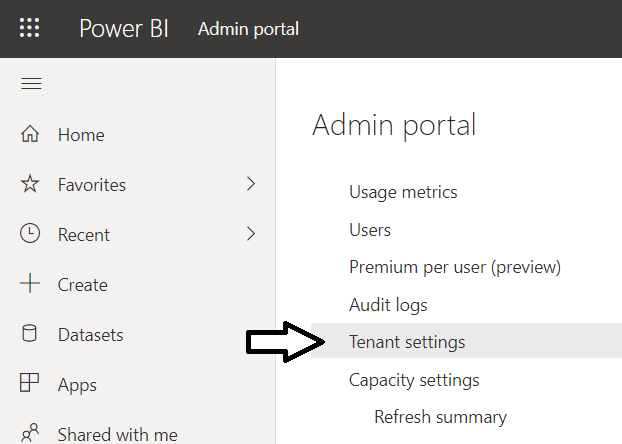 Power BI Admin portal
Home
Favorites
Recent
Create
Datasets
Apps
Shared with me
Admin portal
Usage metrics
Users
Premium per user (preview)
Audit logs
Tenant settings
Capacity settings
Refresh summary